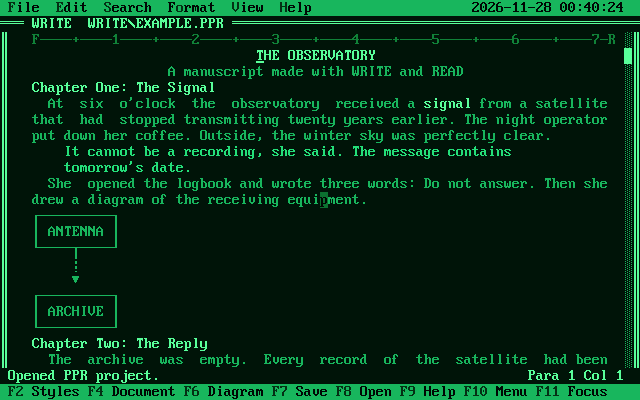 File Edit Search Format View Help 2026-11-28 00:40:24
WRITE WRITE\EXAMPLE.PPR
F 1 2 3 4 5 6 7-R
THE OBSERVATORY
A manuscript made with WRITE and READ
Chapter One: The Signal
At six o'clock the observatory received a signal from a satellite
that had stopped transmitting twenty years earlier. The night operator
put down her coffee. Outside, the winter sky was perfectly clear.
It cannot be a recording, she said. The message contains
tomorrow's date.
She opened the logbook and wrote three words: Do not answer. Then she
drew a diagram of the receiving equipment.
ANTENNA
ARCHIVE
Chapter Two: The Reply
The archive was empty. Every record of the satellite had been
Opened PPR project. Para 1 Col 1
F2 Styles F4 Document F6 Diagram F7 Save F8 Open F9 Help F10 Menu F11 Focus